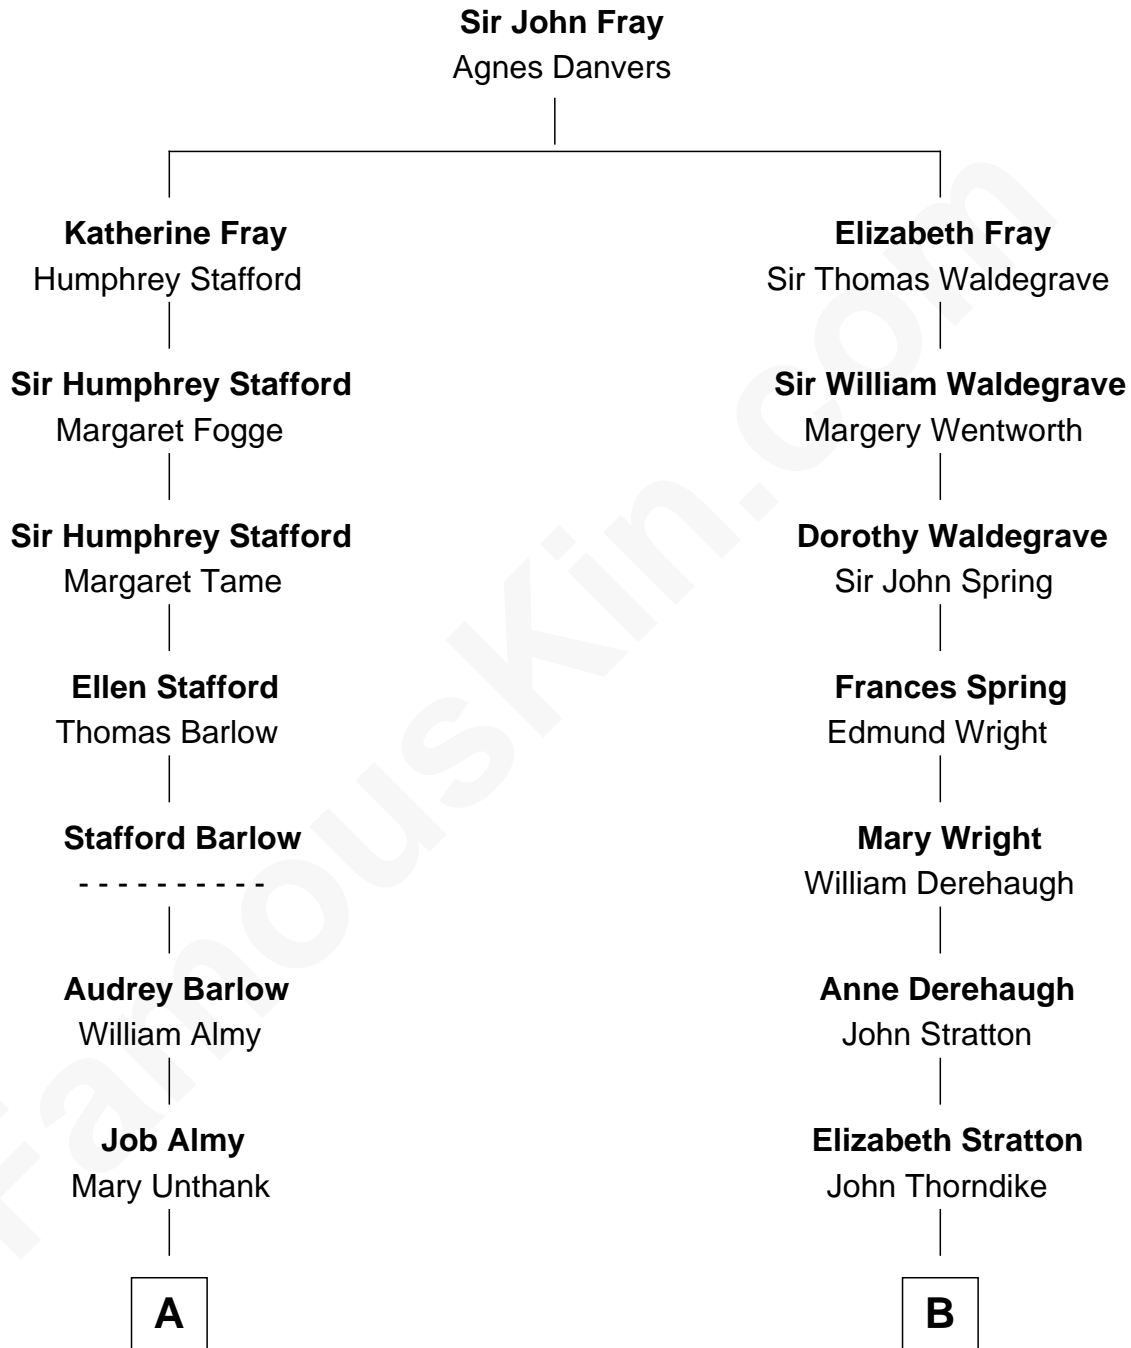 Sir John Fray
Agnes Danvers
Katherine Fray
Humphrey Stafford
Elizabeth Fray
Sir Thomas Waldegrave
Sir Humphrey Stafford
Margaret Fogge
Sir William Waldegrave
Margery Wentworth
Sir Humphrey Stafford
Margaret Tame
Dorothy Waldegrave
Sir John Spring
Ellen Stafford
Thomas Barlow
Frances Spring
Edmund Wright
Stafford Barlow
- - - - - - - - - -
Mary Wright
William Derehaugh
Audrey Barlow
William Almy
Anne Derehaugh
John Stratton
Job Almy
Mary Unthank
Elizabeth Stratton
John Thorndike
A
B
FamousKin.com